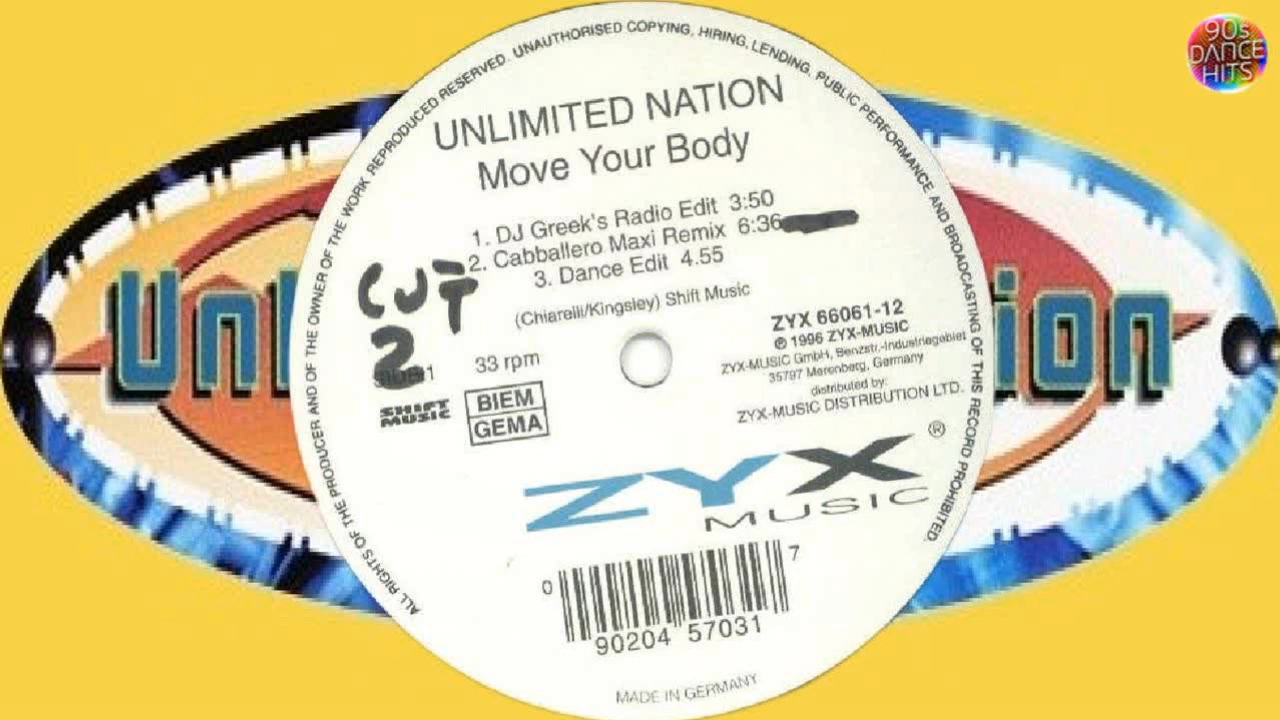 90s
DANCE
HITS
ALL RIGHTS OF THE PRODUCER AND OF THE OWNER OF THE WORK REPRODUCED RESERVED. UNAUTHORISED COPYING, HIRING, LENDING, PUBLIC PERFORMANCE AND BROADCASTING OF THIS RECORD PROHIBITED.
UNLIMITED NATION
Move Your Body
1. DJ Greek's Radio Edit 3:50
2. Cabballero Maxi Remix 6:36
3. Dance Edit 4.55
(Chiarelli/Kingsley) Shift Music
CUT
2
33 rpm
SHIFT
MUSIC
BIEM
GEMA
ZYX 66061-12
℗ 1996 ZYX-MUSIC
ZYX-MUSIC GmbH, Benzstr.-Industriegebiet
35797 Merenberg, Germany
distributed by:
ZYX-MUSIC DISTRIBUTION LTD.
ZYX ®
MUSIC
0 90204 57031 7
MADE IN GERMANY
Un
ion